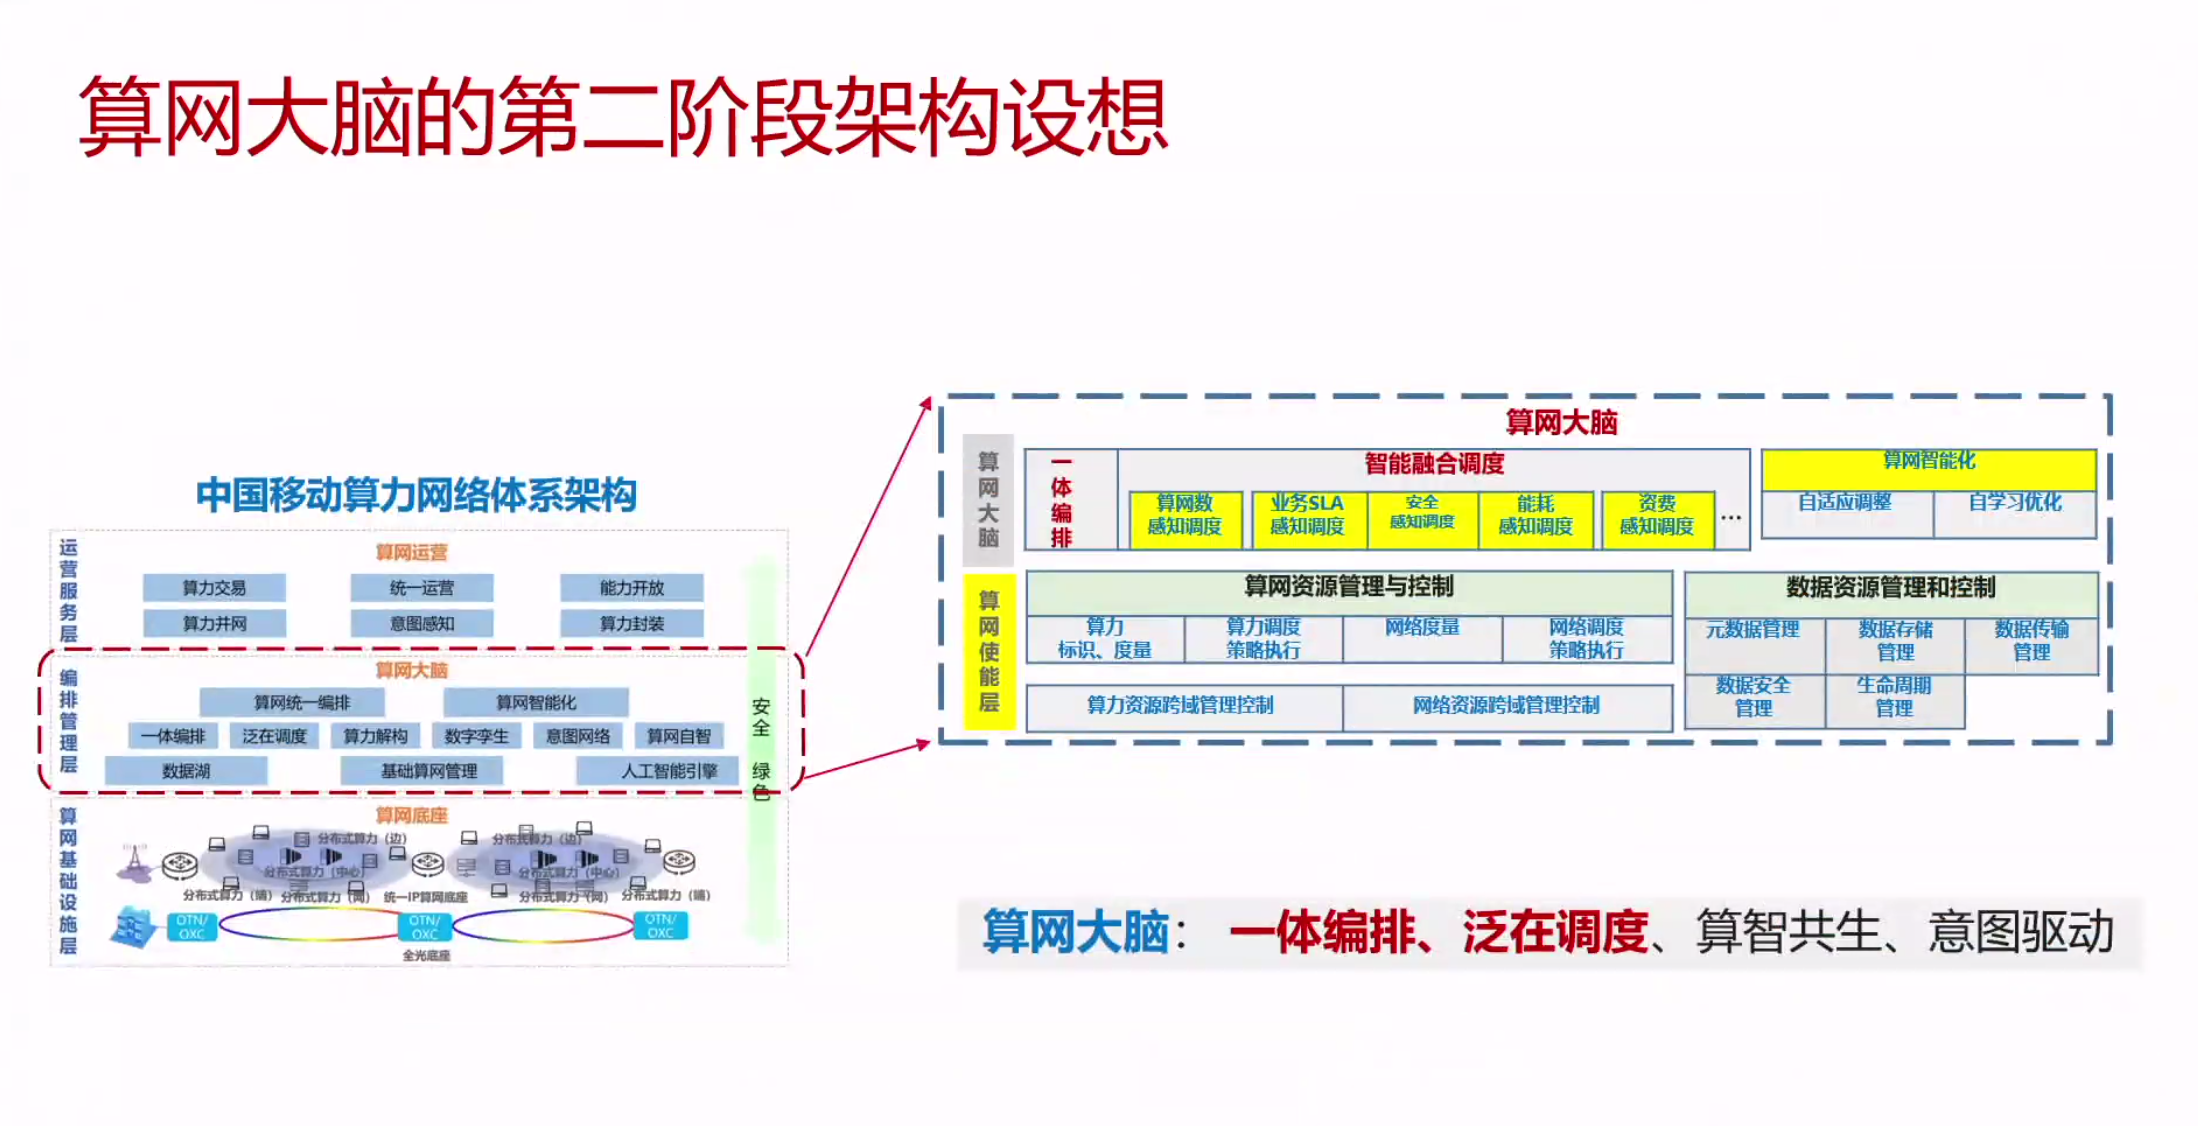 算网大脑的第二阶段架构设想
中国移动算力网络体系架构
运营服务层
算网运营
算力交易
统一运营
能力开放
算力并网
意图感知
算力封装
编排管理层
算网大脑
算网统一编排
算网智能化
一体编排
泛在调度
算力解构
数字孪生
意图网络
算网自智
数据湖
基础算网管理
人工智能引擎
安全 绿色
算网基础设施层
算网底座
分布式算力（边）
分布式算力（边）
分布式算力（中心）
分布式算力（中心）
分布式算力（端）
分布式算力（网）
统一IP算网底座
分布式算力（网）
分布式算力（端）
OTN/
OXC
OTN/
OXC
OTN/
OXC
全光底座
算网大脑
算网大脑
一体编排
智能融合调度
算网数
感知调度
业务SLA
感知调度
安全
感知调度
能耗
感知调度
资费
感知调度
...
算网智能化
自适应调整
自学习优化
算网使能层
算网资源管理与控制
算力
标识、度量
算力调度
策略执行
网络度量
网络调度
策略执行
算力资源跨域管理控制
网络资源跨域管理控制
数据资源管理和控制
元数据管理
数据存储
管理
数据传输
管理
数据安全
管理
生命周期
管理
算网大脑： 一体编排、泛在调度、算智共生、意图驱动